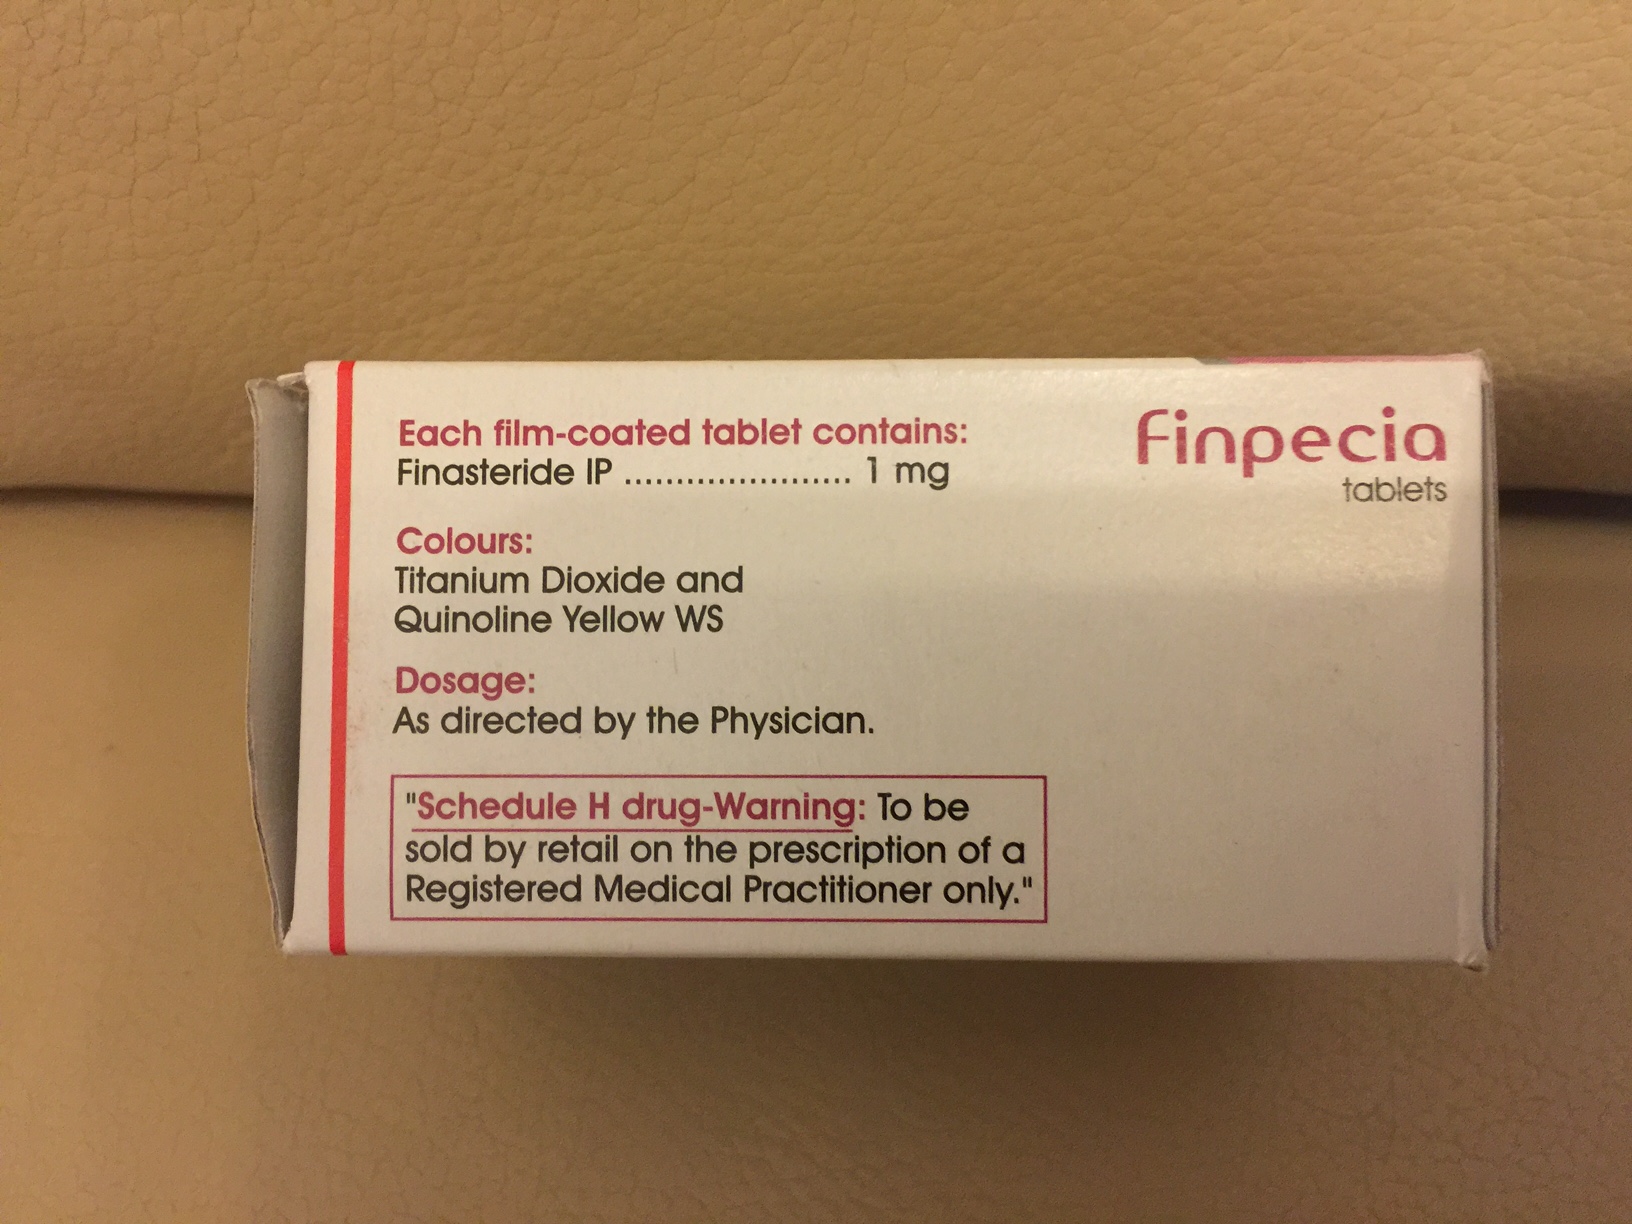 Each film-coated tablet contains:
Finasteride IP ...................... 1 mg
Finpecia
tablets
Colours:
Titanium Dioxide and
Quinoline Yellow WS
Dosage:
As directed by the Physician.
"Schedule H drug-Warning: To be
sold by retail on the prescription of a
Registered Medical Practitioner only."